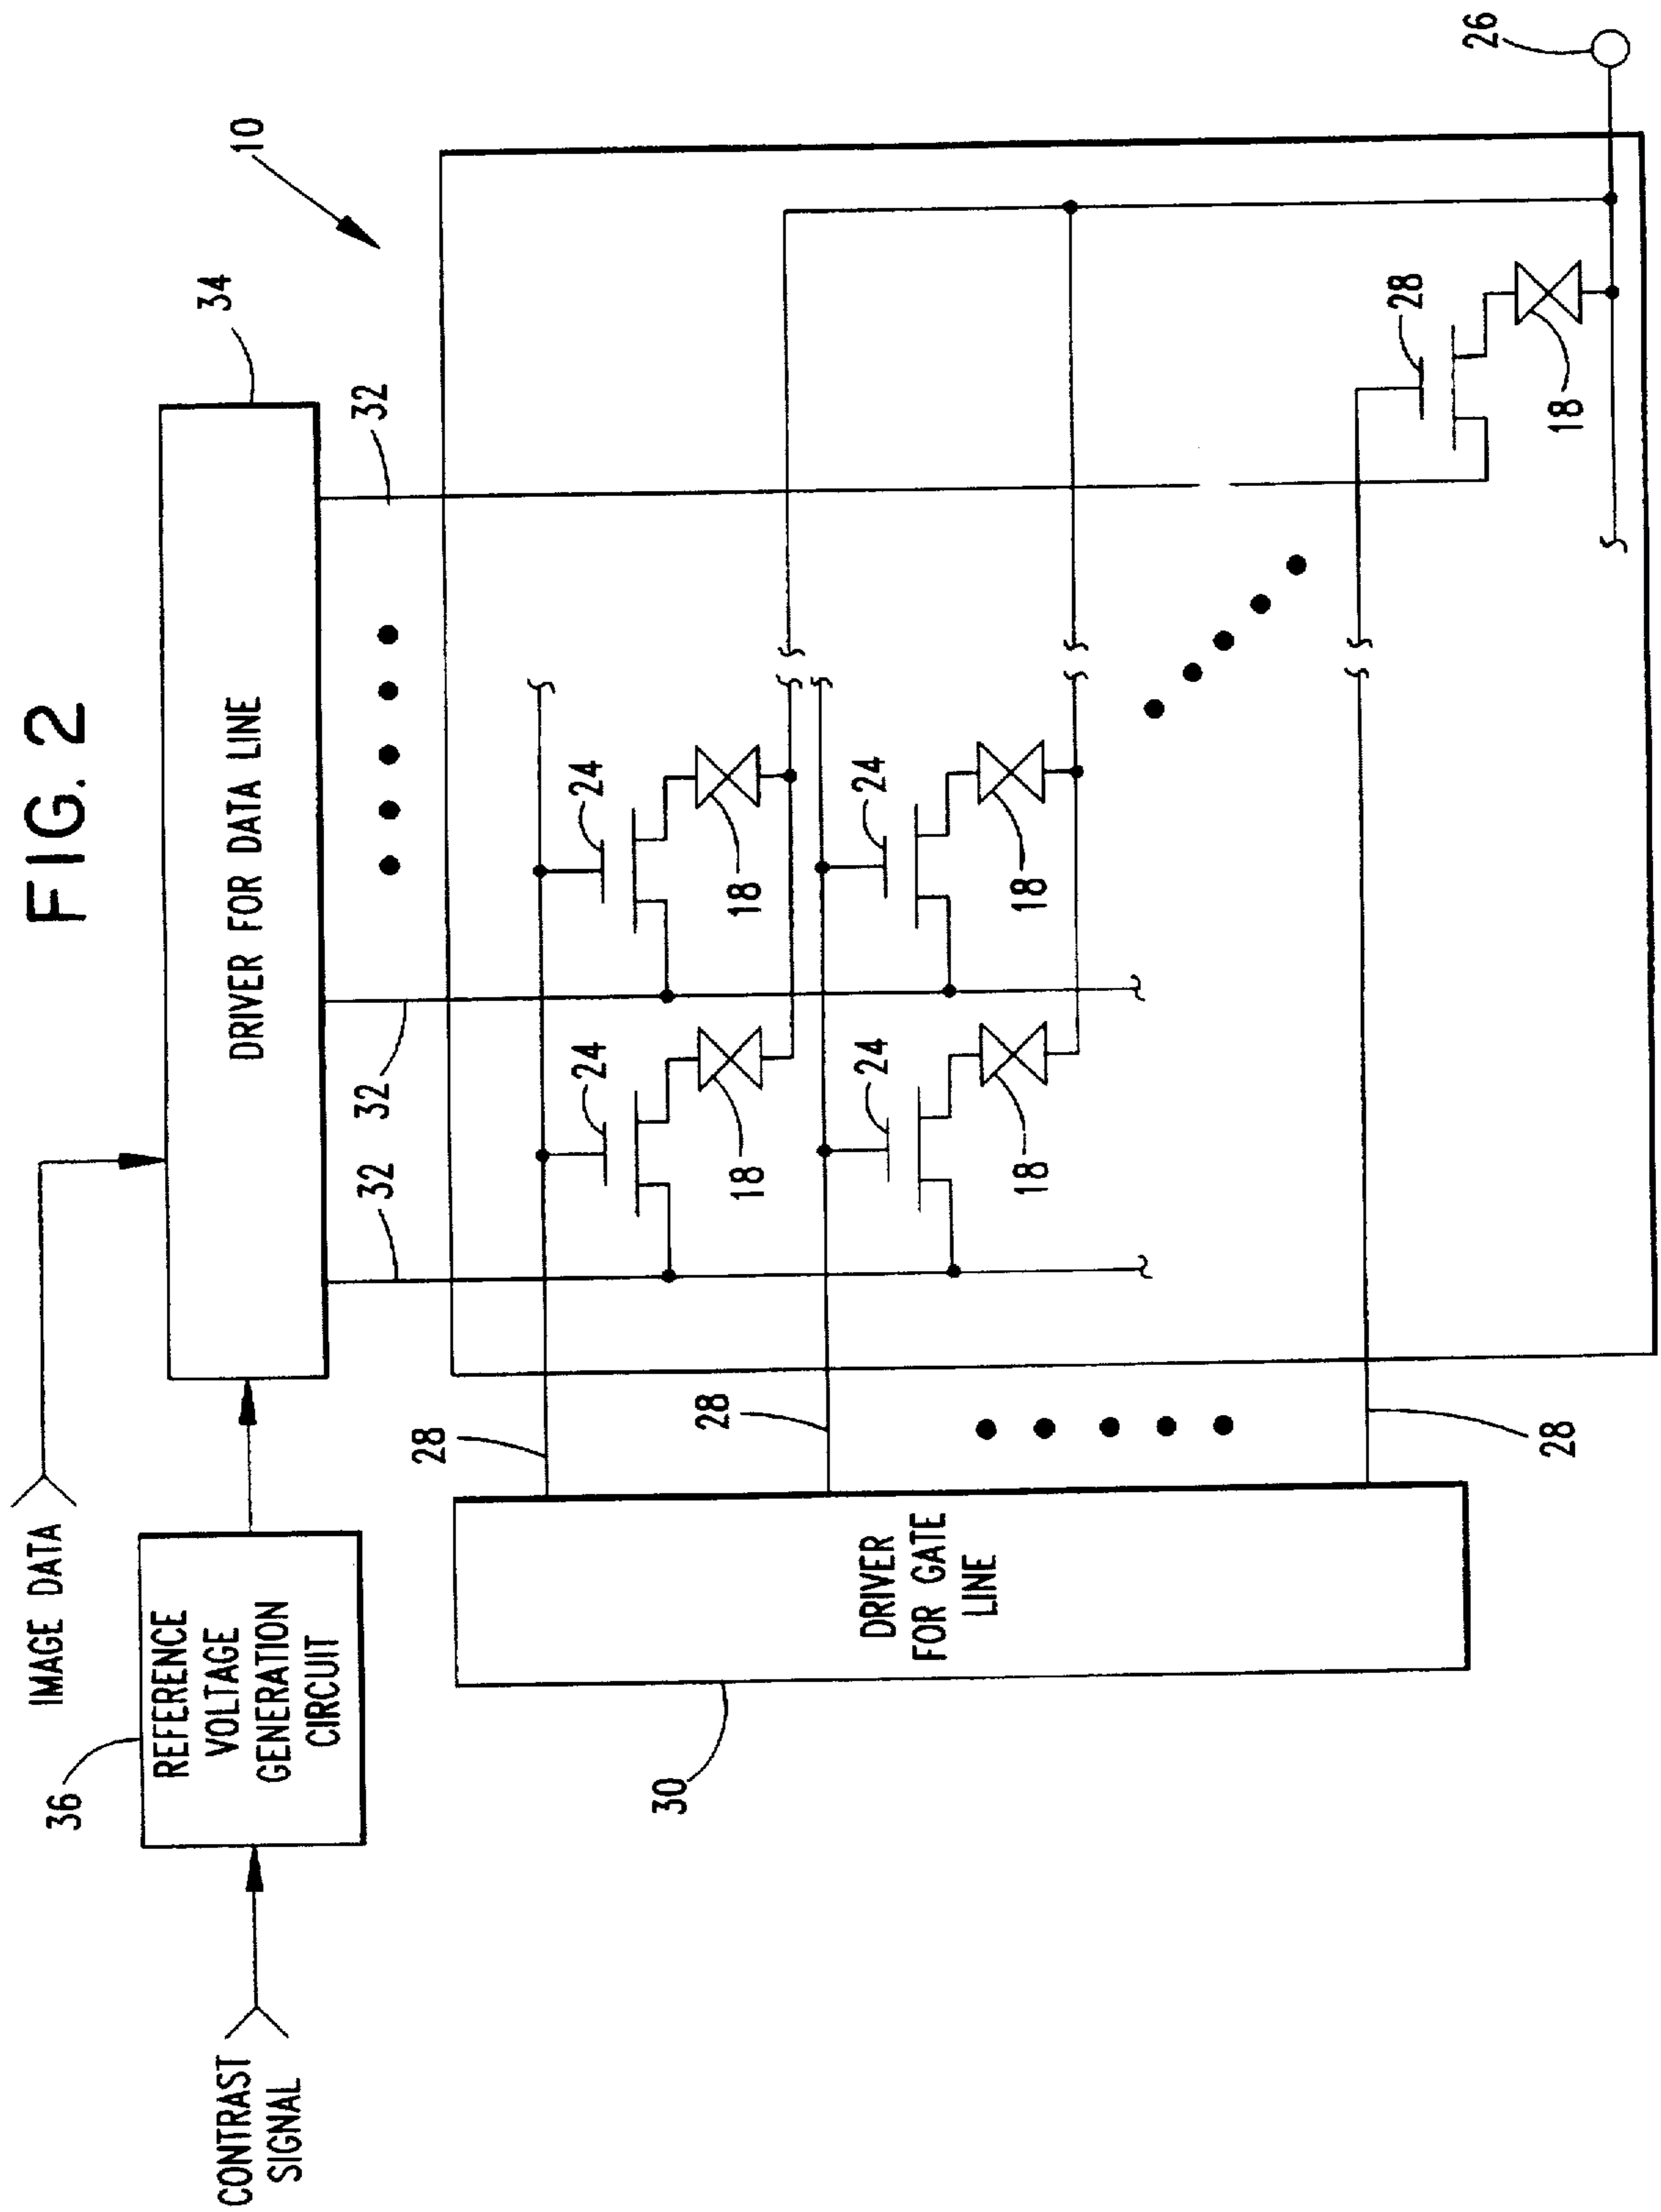 FIG. 2
IMAGE DATA
36
REFERENCE
VOLTAGE
GENERATION
CIRCUIT
CONTRAST
SIGNAL
DRIVER FOR DATA LINE
34
10
32
32
32
28
28
28
30
DRIVER
FOR GATE
LINE
24
24
18
18
24
24
18
18
28
18
26